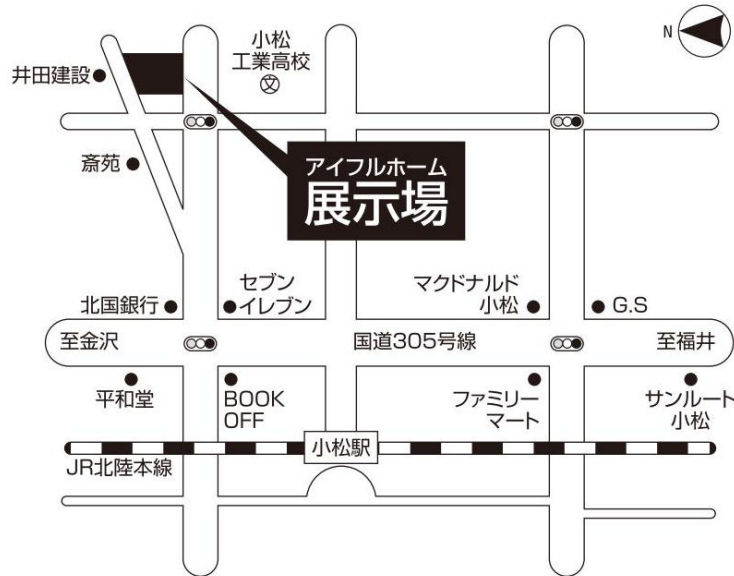 小松
工業高校
文
N
井田建設
斎苑
アイフルホーム
展示場
北国銀行
セブン
イレブン
マクドナルド
小松
G.S
至金沢
国道305号線
至福井
平和堂
BOOK
OFF
ファミリー
マート
サンルート
小松
小松駅
JR北陸本線